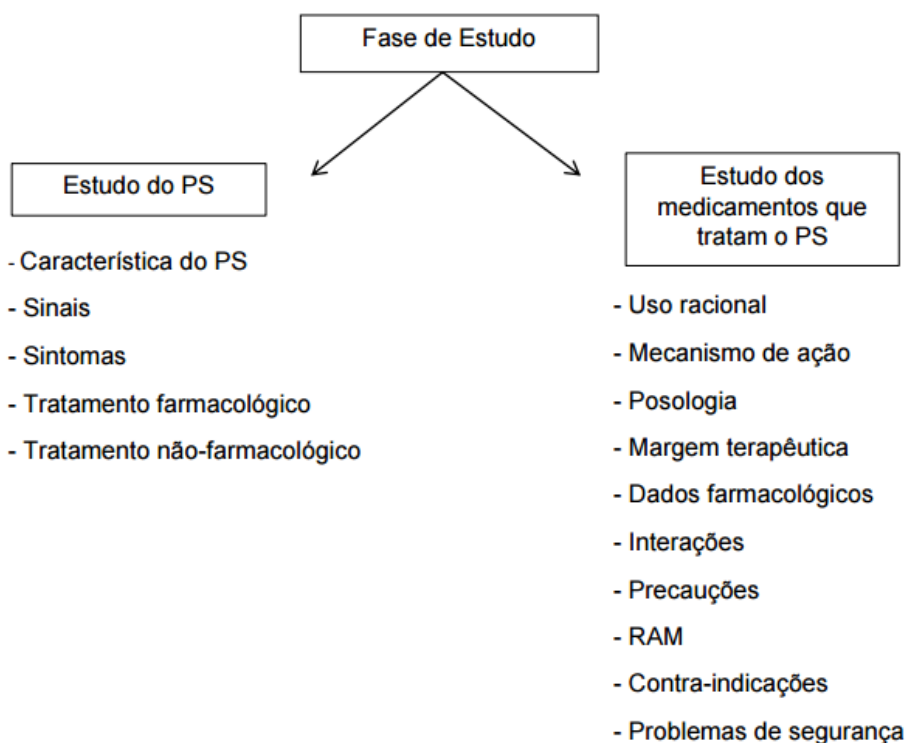 Fase de Estudo
Estudo do PS
- Característica do PS
- Sinais
- Sintomas
- Tratamento farmacológico
- Tratamento não-farmacológico
Estudo dos
medicamentos que
tratam o PS
- Uso racional
- Mecanismo de ação
- Posologia
- Margem terapêutica
- Dados farmacológicos
- Interações
- Precauções
- RAM
- Contra-indicações
- Problemas de segurança